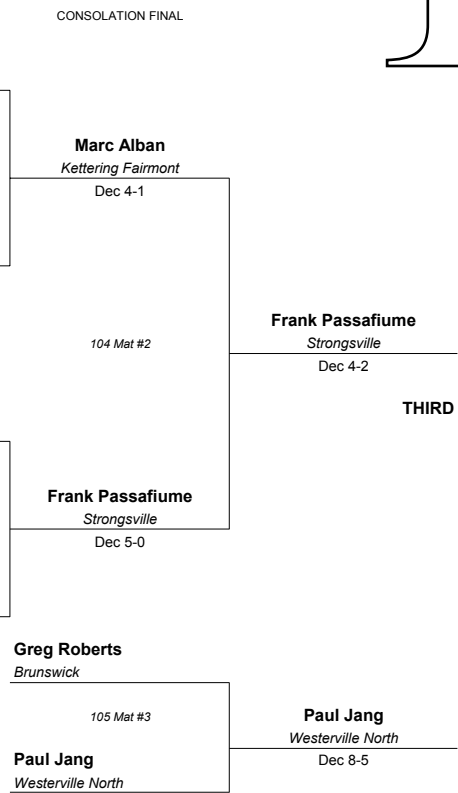 CONSOLATION FINAL
Marc Alban
Kettering Fairmont
Dec 4-1
104 Mat #2
Frank Passafiume
Strongsville
Dec 4-2
THIRD
Frank Passafiume
Strongsville
Dec 5-0
Greg Roberts
Brunswick
105 Mat #3
Paul Jang
Westerville North
Dec 8-5
Paul Jang
Westerville North